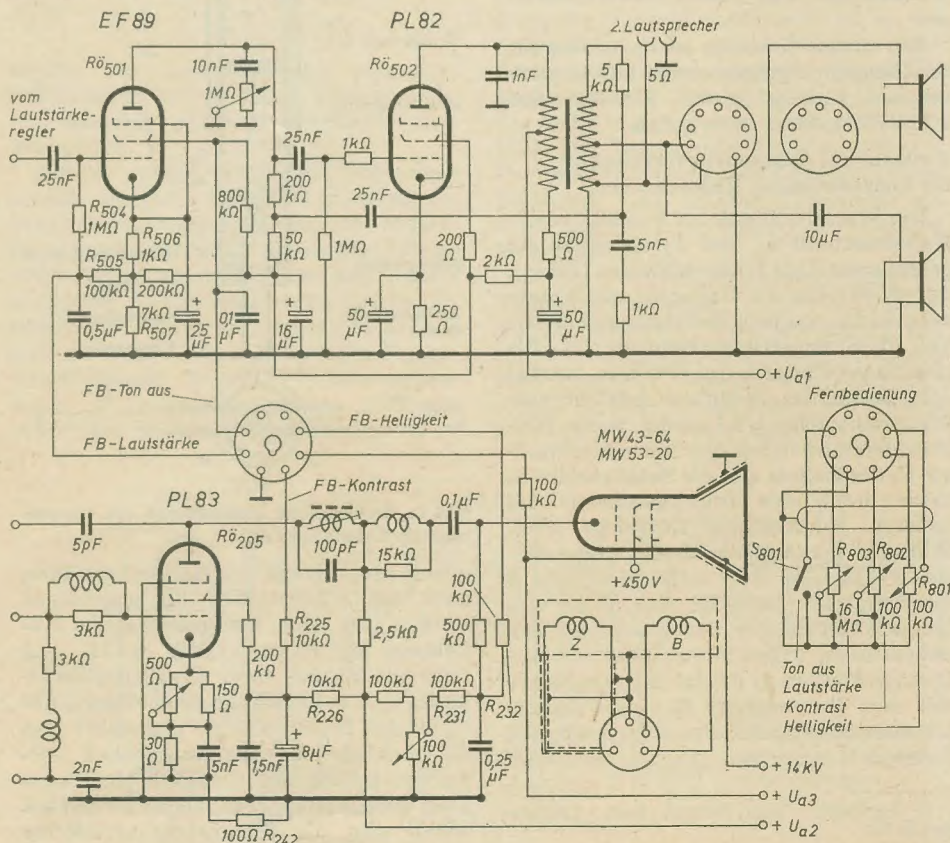 EF89
PL82
2. Lautsprecher
Rö501
Rö502
10nF
1MΩ
1nF
5 kΩ
5Ω
vom Lautstärke-
regler
25nF
25nF
1kΩ
200 kΩ
800 kΩ
25nF
R504
1MΩ
R506
1kΩ
50 kΩ
1MΩ
200 Ω
2kΩ
500 Ω
5nF
10µF
R505
100kΩ
200kΩ
0,5µF
7kΩ
R507
+
25 µF
0,1 µF
+
16 µF
+
50 µF
250 Ω
+
50 µF
1kΩ
+ Ua1
FB-Ton aus
FB-Helligkeit
FB-Lautstärke
FB-Kontrast
Fernbedienung
MW43-64
MW53-20
100 kΩ
PL83
Rö205
5pF
0,1µF
100pF
15kΩ
+450V
S801
R803
R802
R801
16 MΩ
100 kΩ
100 kΩ
3kΩ
3kΩ
R225
10kΩ
2,5kΩ
100 kΩ
500 kΩ
Z
B
500 Ω
150 Ω
200 kΩ
10kΩ
R226
100kΩ
100kΩ
R231
R232
Ton aus
Lautstärke
Kontrast
Helligkeit
30 Ω
5nF
1,5nF
+
8µF
100 kΩ
0,25 µF
2nF
100Ω R242
+ 14kV
+ Ua3
+ Ua2